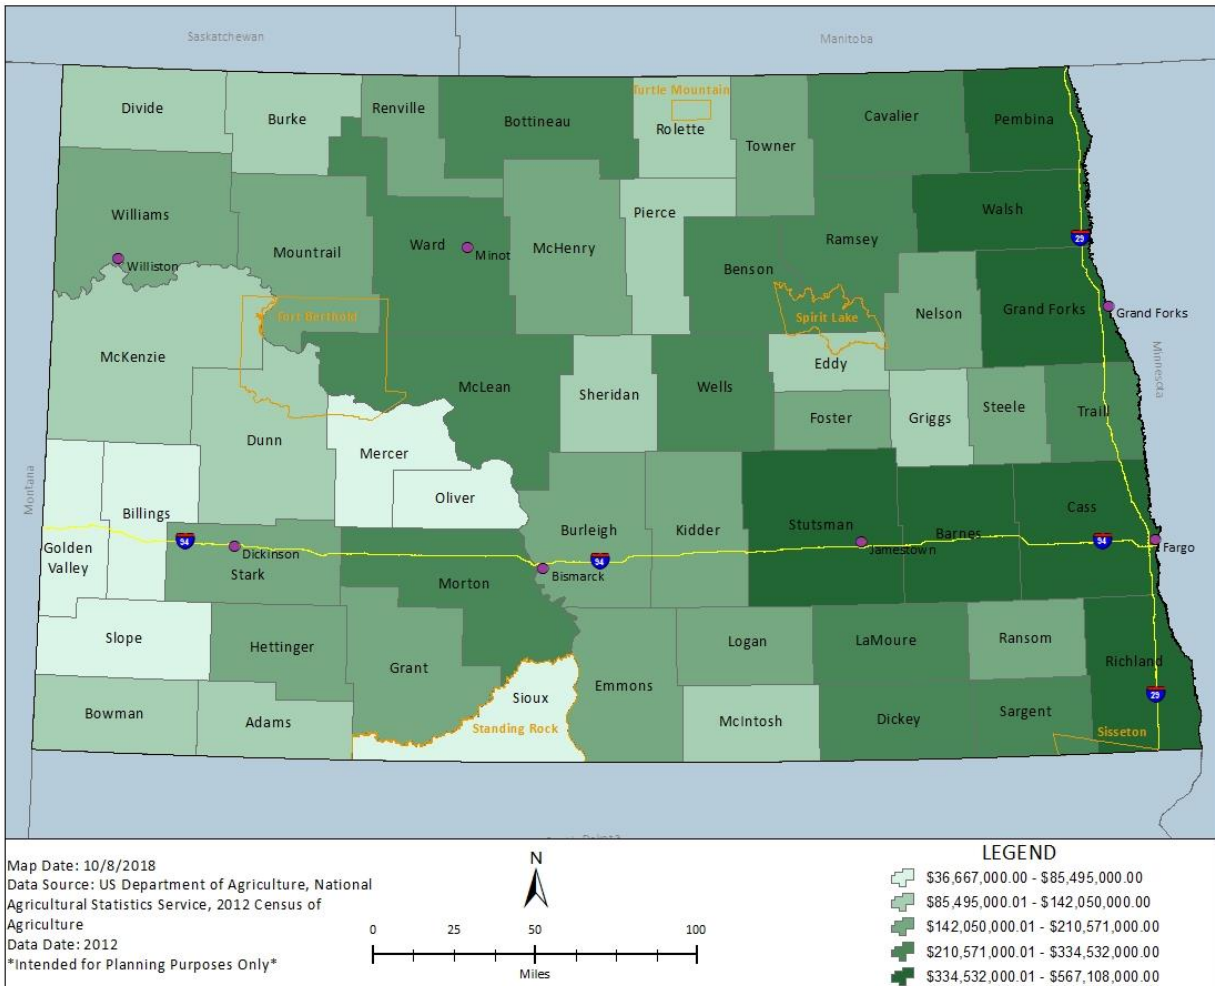 Saskatchewan
Manitoba
Turtle Mountain
Divide
Burke
Renville
Bottineau
Rolette
Towner
Cavalier
Pembina
Williams
Mountrail
Ward
Minot
McHenry
Pierce
Benson
Ramsey
Walsh
29
Williston
Nelson
Grand Forks
Grand Forks
Fort Berthold
Spirit Lake
McKenzie
Minnesota
McLean
Sheridan
Wells
Eddy
Foster
Griggs
Steele
Traill
Dunn
Mercer
Oliver
Montana
Billings
Golden
Valley
94
Dickinson
Stark
Burleigh
Kidder
Stutsman
Barnes
Cass
Jamestown
94
94
Fargo
Bismarck
Morton
Slope
Hettinger
Grant
Emmons
Logan
LaMoure
Ransom
Richland
29
Sioux
Standing Rock
Bowman
Adams
McIntosh
Dickey
Sargent
Sisseton
Map Date: 10/8/2018
Data Source: US Department of Agriculture, National
Agricultural Statistics Service, 2012 Census of
Agriculture
Data Date: 2012
*Intended for Planning Purposes Only*
N
0 25 50 100
Miles
LEGEND
$36,667,000.00 - $85,495,000.00
$85,495,000.01 - $142,050,000.00
$142,050,000.01 - $210,571,000.00
$210,571,000.01 - $334,532,000.00
$334,532,000.01 - $567,108,000.00